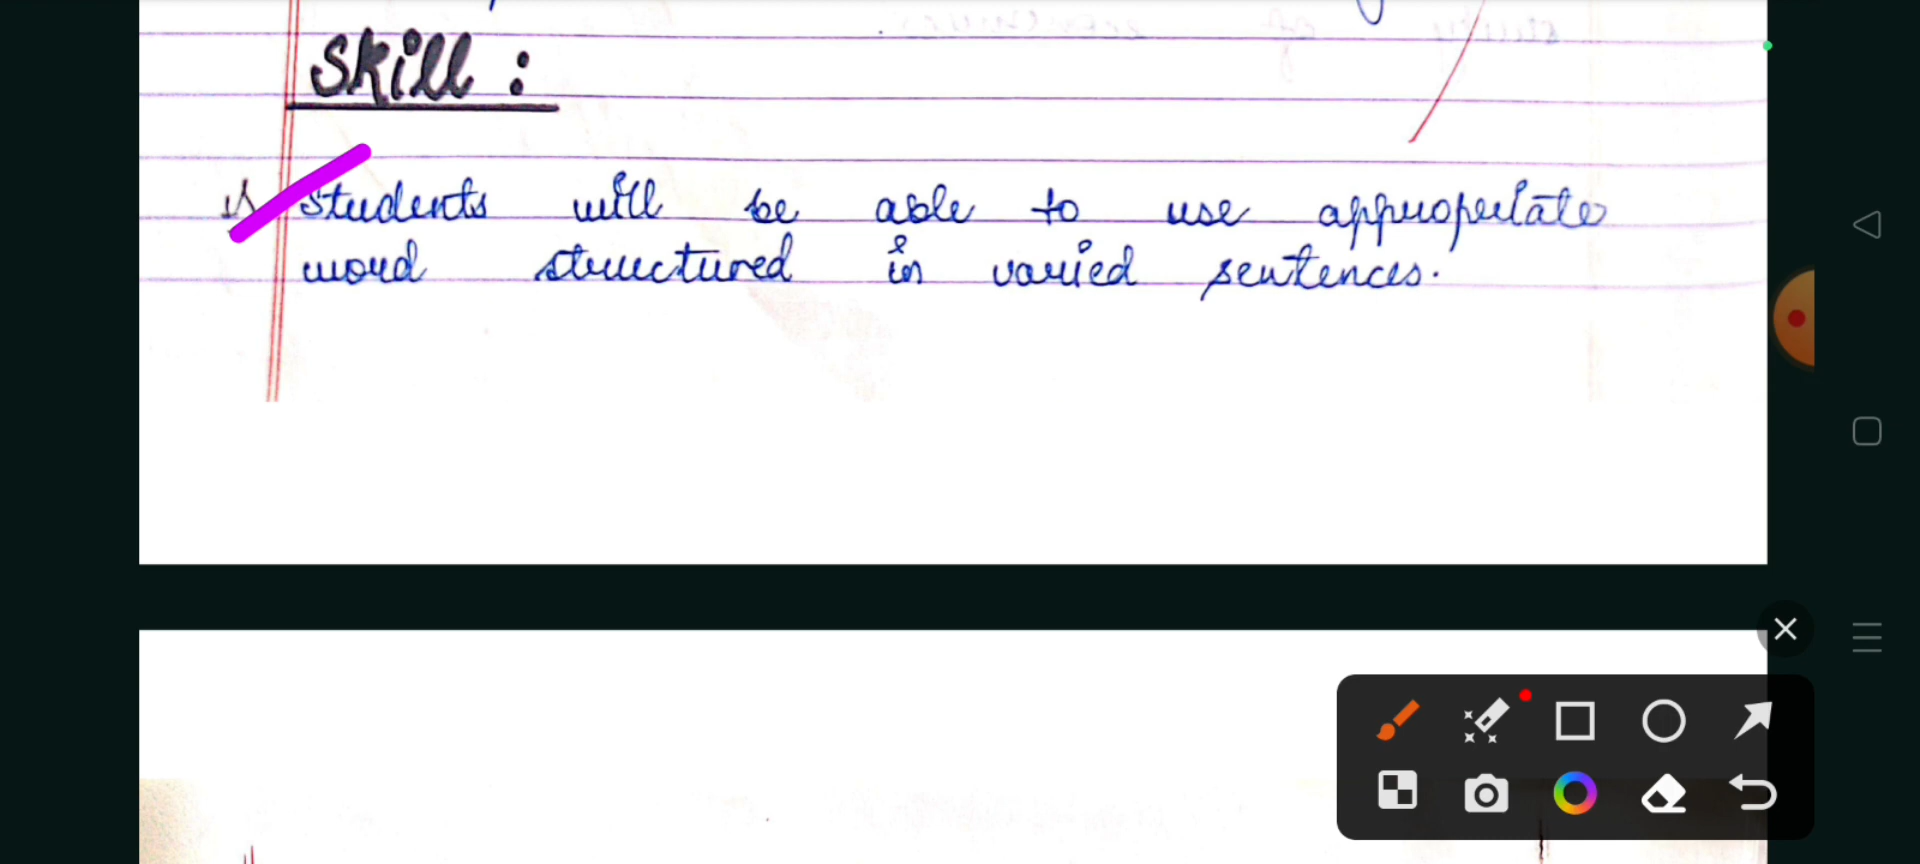 Skill :
1) Students will be able to use appropriate
word structured in varied sentences.